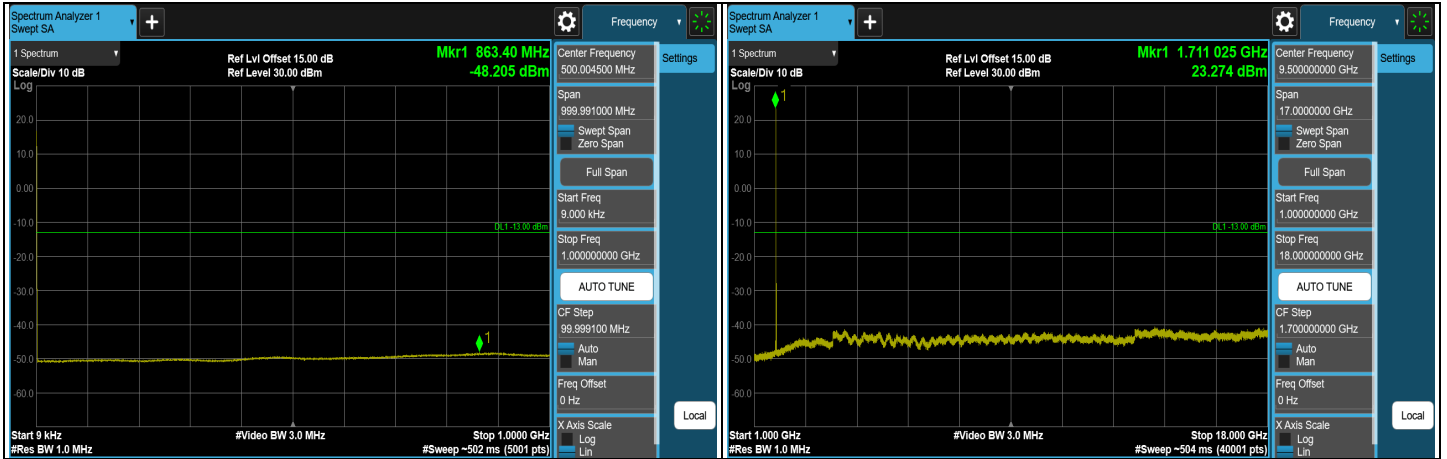 Spectrum Analyzer 1
Swept SA
+
Frequency
1 Spectrum
Scale/Div 10 dB
Log
Ref Lvl Offset 15.00 dB
Ref Level 30.00 dBm
Mkr1 863.40 MHz
-48.205 dBm
1
20.0
10.0
0.00
-10.0
-20.0
-30.0
-40.0
-50.0
-60.0
DL1 -13.00 dBm
Start 9 kHz
#Res BW 1.0 MHz
#Video BW 3.0 MHz
Stop 1.0000 GHz
#Sweep ~502 ms (5001 pts)
Center Frequency
500.004500 MHz
Span
999.991000 MHz
Swept Span
Zero Span
Full Span
Start Freq
9.000 kHz
Stop Freq
1.000000000 GHz
AUTO TUNE
CF Step
99.999100 MHz
Auto
Man
Freq Offset
0 Hz
X Axis Scale
Log
Lin
Settings
Local
Spectrum Analyzer 1
Swept SA
+
Frequency
1 Spectrum
Scale/Div 10 dB
Log
Ref Lvl Offset 15.00 dB
Ref Level 30.00 dBm
Mkr1 1.711 025 GHz
23.274 dBm
1
20.0
10.0
0.00
-10.0
-20.0
-30.0
-40.0
-50.0
-60.0
DL1 -13.00 dBm
Start 1.000 GHz
#Res BW 1.0 MHz
#Video BW 3.0 MHz
Stop 18.000 GHz
#Sweep ~504 ms (40001 pts)
Center Frequency
9.500000000 GHz
Span
17.0000000 GHz
Swept Span
Zero Span
Full Span
Start Freq
1.000000000 GHz
Stop Freq
18.000000000 GHz
AUTO TUNE
CF Step
1.700000000 GHz
Auto
Man
Freq Offset
0 Hz
X Axis Scale
Log
Lin
Settings
Local